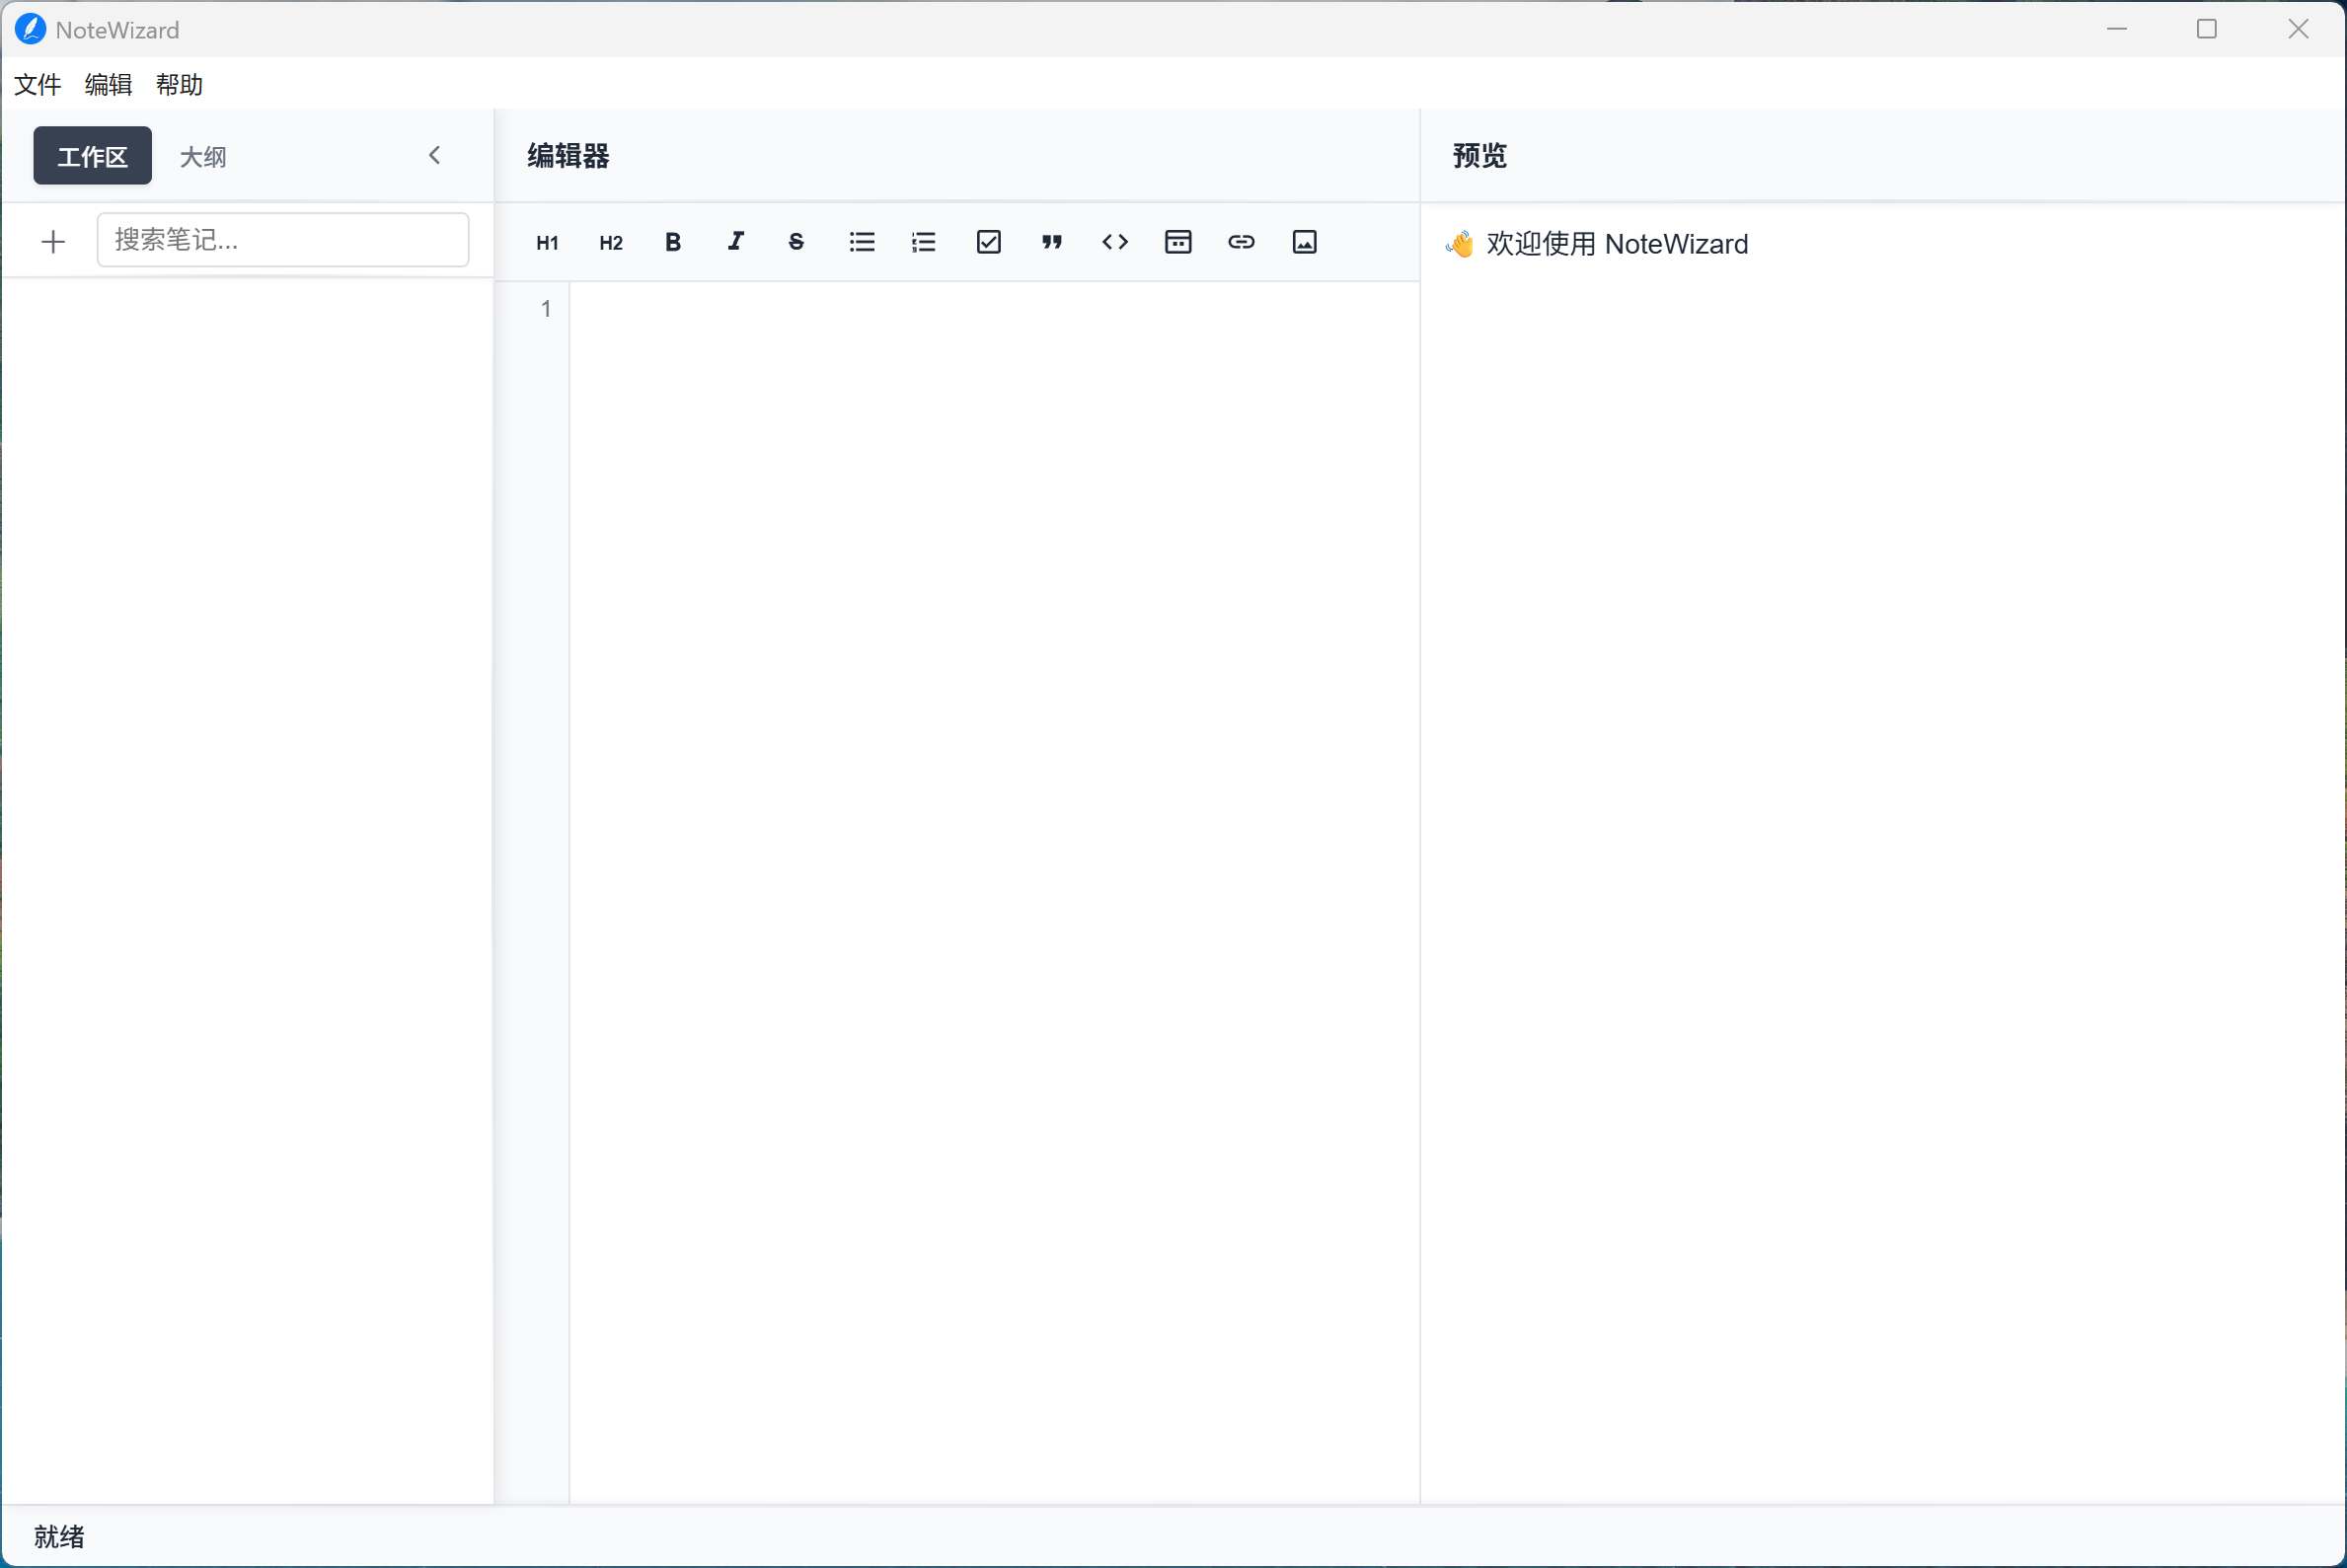 NoteWizard
文件 编辑 帮助
工作区 大纲
编辑器
预览
搜索笔记...
H1 H2 B I S
👋 欢迎使用 NoteWizard
1
就绪